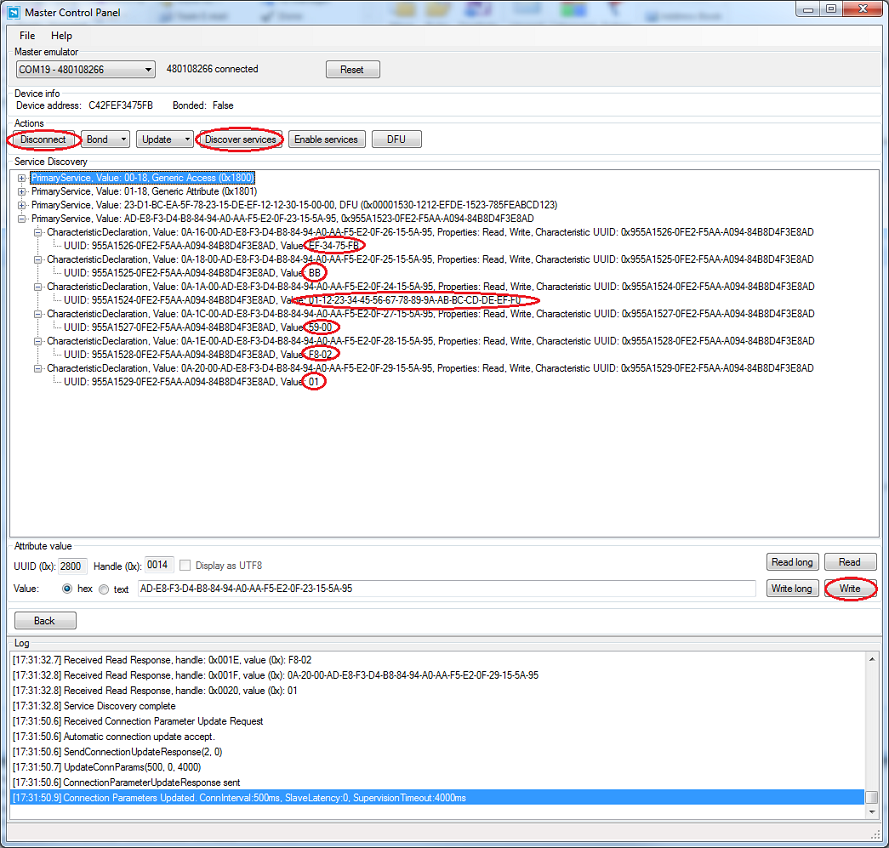 Master Control Panel
File Help
Master emulator
COM19 - 480108266 480108266 connected Reset
Device info
Device address: C42FEF3475FB Bonded: False
Actions
Disconnect Bond Update Discover services Enable services DFU
Service Discovery
PrimaryService, Value: 00-18, Generic Access (0x1800)
PrimaryService, Value: 01-18, Generic Attribute (0x1801)
PrimaryService, Value: 23-D1-BC-EA-5F-78-23-15-DE-EF-12-12-30-15-00-00, DFU (0x00001530-1212-EFDE-1523-785FEABCD123)
PrimaryService, Value: AD-E8-F3-D4-B8-84-94-A0-AA-F5-E2-0F-23-15-5A-95, 0x955A1523-0FE2-F5AA-A094-84B8D4F3E8AD
CharacteristicDeclaration, Value: 0A-16-00-AD-E8-F3-D4-B8-84-94-A0-AA-F5-E2-0F-26-15-5A-95, Properties: Read, Write, Characteristic UUID: 0x955A1526-0FE2-F5AA-A094-84B8D4F3E8AD
UUID: 955A1526-0FE2-F5AA-A094-84B8D4F3E8AD, Value: EF-34-75-FB
CharacteristicDeclaration, Value: 0A-18-00-AD-E8-F3-D4-B8-84-94-A0-AA-F5-E2-0F-25-15-5A-95, Properties: Read, Write, Characteristic UUID: 0x955A1525-0FE2-F5AA-A094-84B8D4F3E8AD
UUID: 955A1525-0FE2-F5AA-A094-84B8D4F3E8AD, Value: BB
CharacteristicDeclaration, Value: 0A-1A-00-AD-E8-F3-D4-B8-84-94-A0-AA-F5-E2-0F-24-15-5A-95, Properties: Read, Write, Characteristic UUID: 0x955A1524-0FE2-F5AA-A094-84B8D4F3E8AD
UUID: 955A1524-0FE2-F5AA-A094-84B8D4F3E8AD, Value: 01-12-23-34-45-56-67-78-89-9A-AB-BC-CD-DE-EF-F0
CharacteristicDeclaration, Value: 0A-1C-00-AD-E8-F3-D4-B8-84-94-A0-AA-F5-E2-0F-27-15-5A-95, Properties: Read, Write, Characteristic UUID: 0x955A1527-0FE2-F5AA-A094-84B8D4F3E8AD
UUID: 955A1527-0FE2-F5AA-A094-84B8D4F3E8AD, Value: 59-00
CharacteristicDeclaration, Value: 0A-1E-00-AD-E8-F3-D4-B8-84-94-A0-AA-F5-E2-0F-28-15-5A-95, Properties: Read, Write, Characteristic UUID: 0x955A1528-0FE2-F5AA-A094-84B8D4F3E8AD
UUID: 955A1528-0FE2-F5AA-A094-84B8D4F3E8AD, Value: F8-02
CharacteristicDeclaration, Value: 0A-20-00-AD-E8-F3-D4-B8-84-94-A0-AA-F5-E2-0F-29-15-5A-95, Properties: Read, Write, Characteristic UUID: 0x955A1529-0FE2-F5AA-A094-84B8D4F3E8AD
UUID: 955A1529-0FE2-F5AA-A094-84B8D4F3E8AD, Value: 01
Attribute value
UUID (0x): 2800 Handle (0x): 0014 Display as UTF8 Read long Read
Value: hex text AD-E8-F3-D4-B8-84-94-A0-AA-F5-E2-0F-23-15-5A-95 Write long Write
Back
Log
[17:31:32.7] Received Read Response, handle: 0x001E, value (0x): F8-02
[17:31:32.8] Received Read Response, handle: 0x001F, value (0x): 0A-20-00-AD-E8-F3-D4-B8-84-94-A0-AA-F5-E2-0F-29-15-5A-95
[17:31:32.8] Received Read Response, handle: 0x0020, value (0x): 01
[17:31:32.8] Service Discovery complete
[17:31:50.6] Received Connection Parameter Update Request
[17:31:50.6] Automatic connection update accept.
[17:31:50.6] SendConnectionUpdateResponse(2, 0)
[17:31:50.7] UpdateConnParams(500, 0, 4000)
[17:31:50.6] ConnectionParameterUpdateResponse sent
[17:31:50.9] Connection Parameters Updated. ConnInterval:500ms, SlaveLatency:0, SupervisionTimeout:4000ms